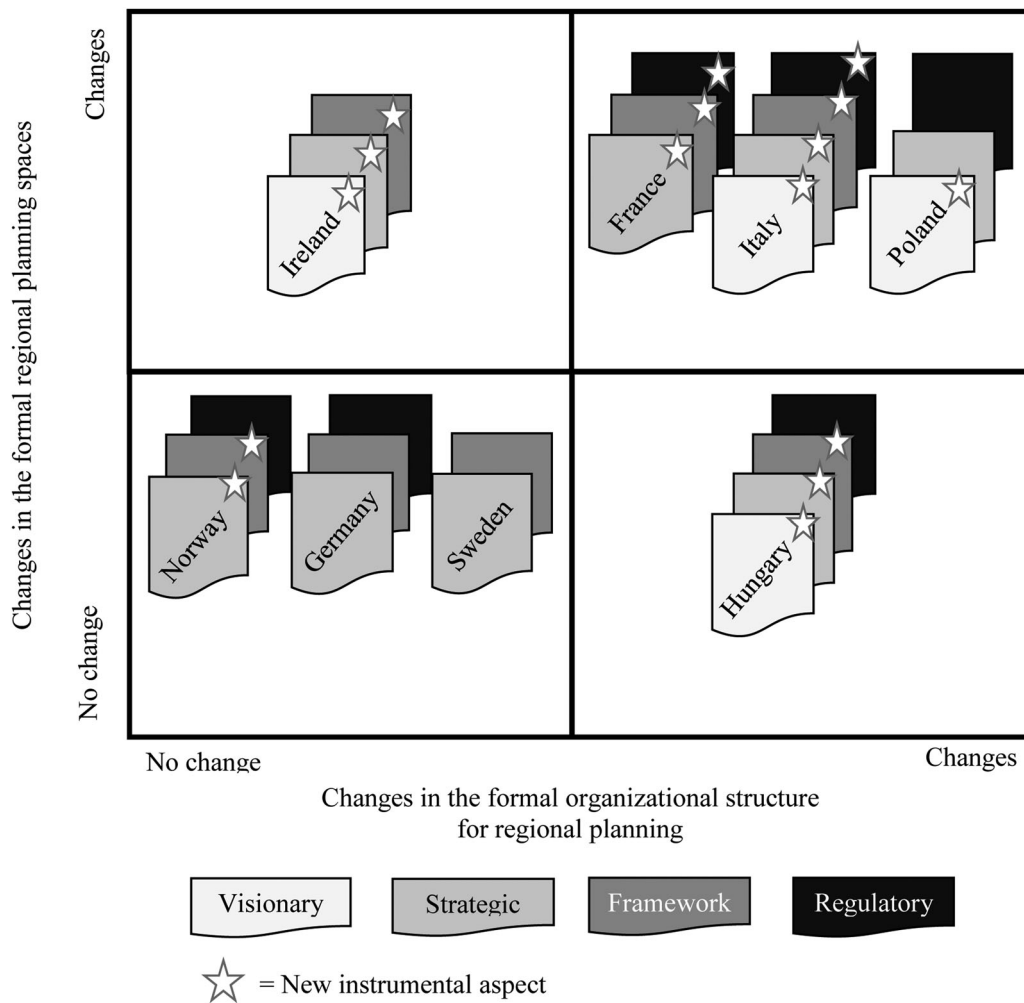 Changes in the formal regional planning spaces
Changes
No change
Ireland
France
Italy
Poland
Norway
Germany
Sweden
Hungary
No change
Changes
Changes in the formal organizational structure
for regional planning
Visionary
Strategic
Framework
Regulatory
= New instrumental aspect